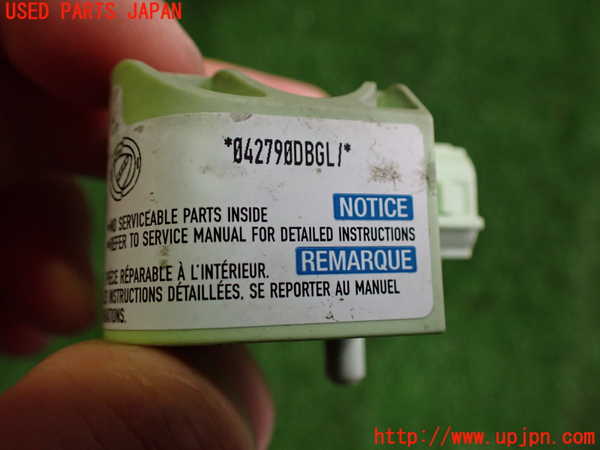 USED PARTS JAPAN
*042790DBGL/*
NOTICE
NO SERVICEABLE PARTS INSIDE
REFER TO SERVICE MANUAL FOR DETAILED INSTRUCTIONS
REMARQUE
RÉPARABLE À L'INTÉRIEUR.
INSTRUCTIONS DÉTAILLÉES, SE REPORTER AU MANUEL
http://www.upjpn.com/